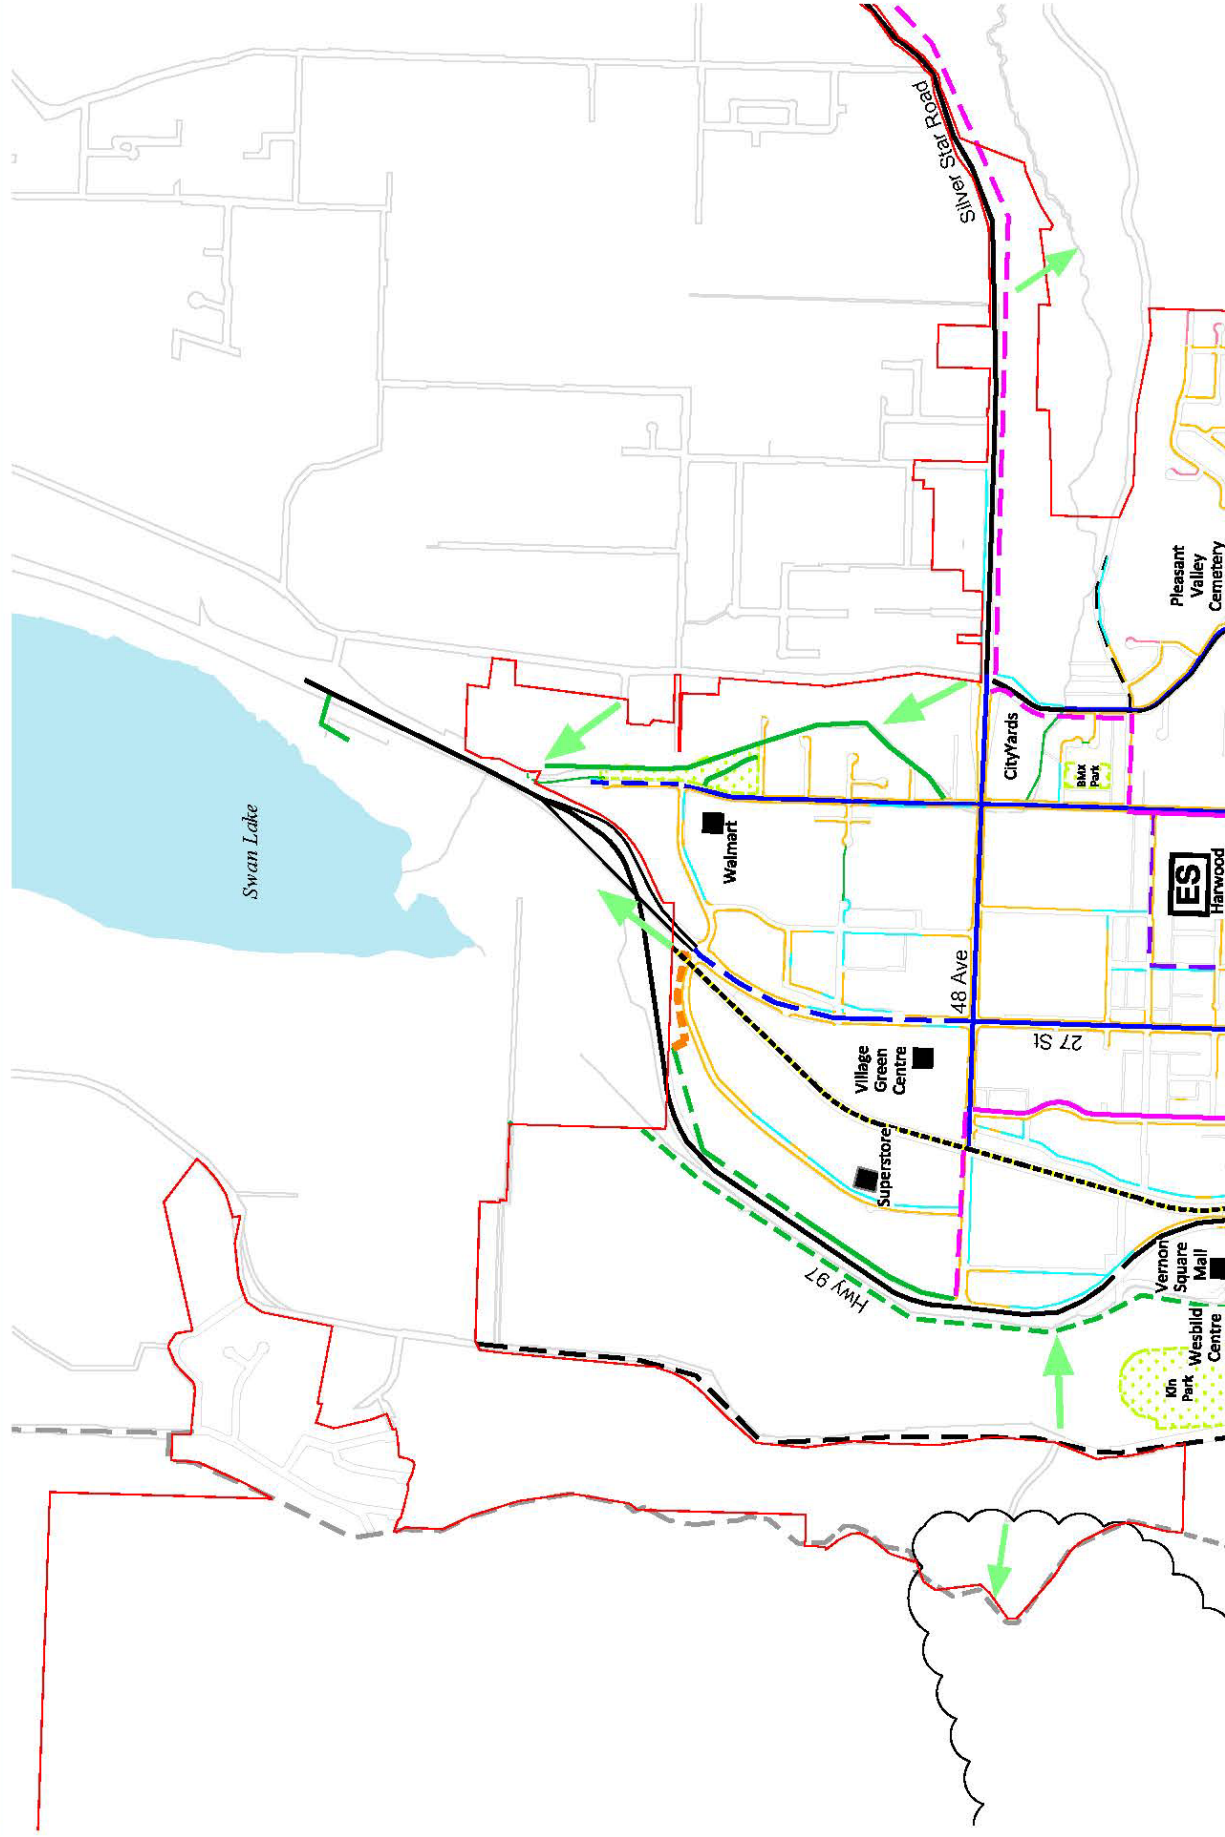 Silver Star Road
Swan Lake
Pleasant
Valley
Cemetery
CityYards
BMX
Park
Walmart
ES
Harwood
48 Ave
27 St
Village
Green
Centre
Superstore
Hwy 97
Vernon
Square
Mall
Wesbild
Centre
Kin
Park